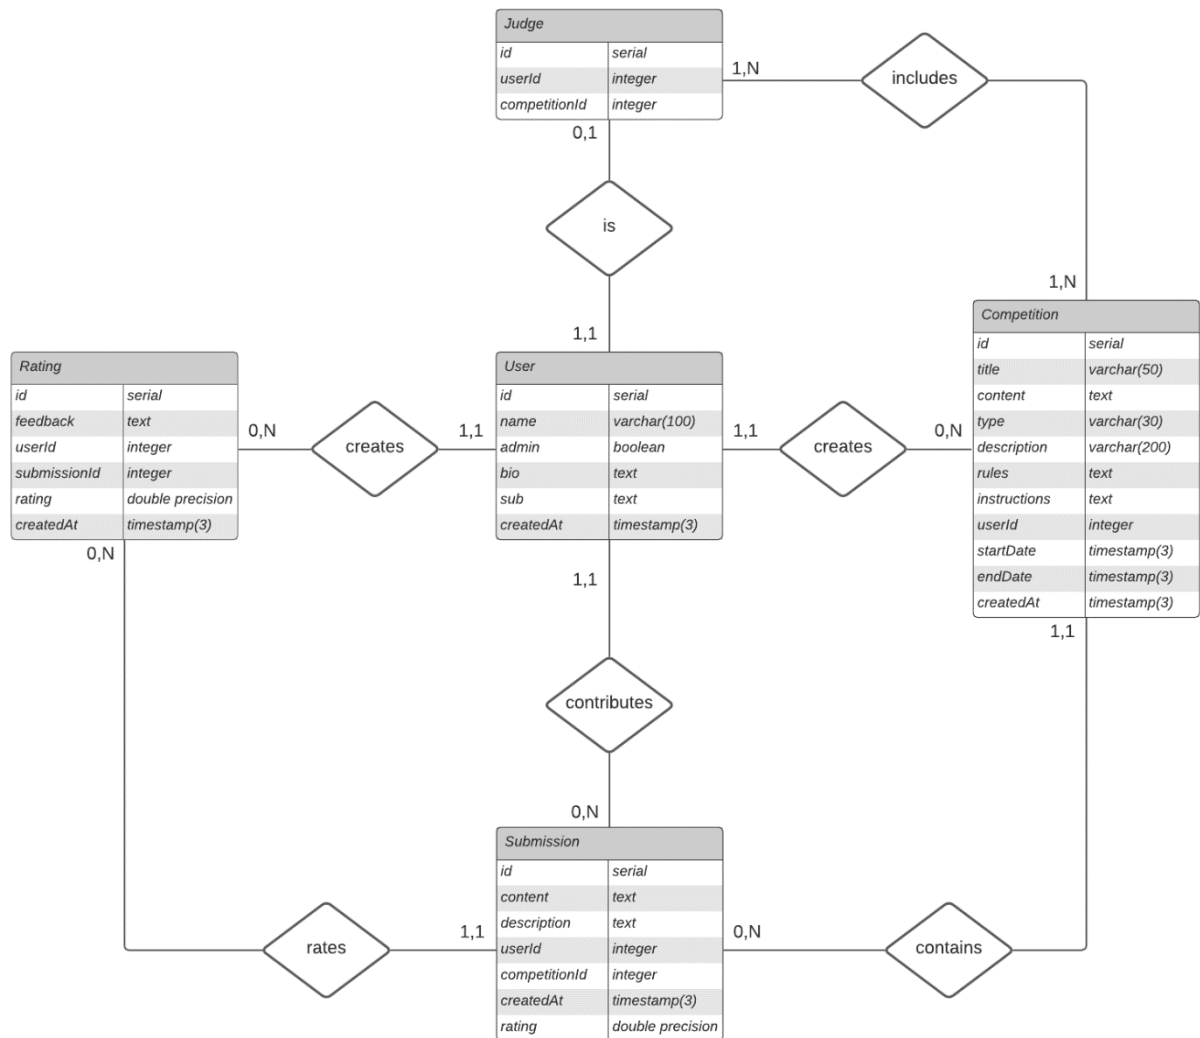 Judge
id serial
userId integer
competitionId integer
1,N
includes
0,1
is
1,N
1,1
Competition
id serial
title varchar(50)
content text
type varchar(30)
description varchar(200)
rules text
instructions text
userId integer
startDate timestamp(3)
endDate timestamp(3)
createdAt timestamp(3)
Rating
id serial
feedback text
userId integer
submissionId integer
rating double precision
createdAt timestamp(3)
0,N
creates
1,1
User
id serial
name varchar(100)
admin boolean
bio text
sub text
createdAt timestamp(3)
1,1
creates
0,N
0,N
1,1
1,1
contributes
0,N
Submission
id serial
content text
description text
userId integer
competitionId integer
createdAt timestamp(3)
rating double precision
rates
1,1
0,N
contains